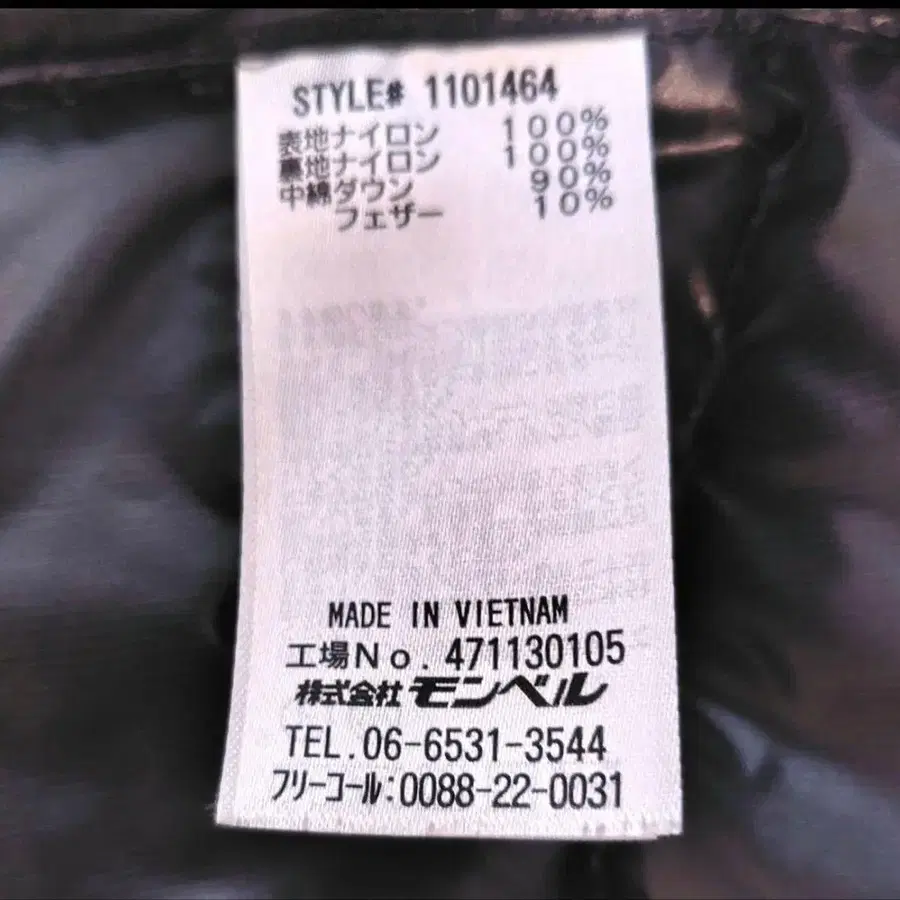 STYLE# 1101464
表地ナイロン 100%
裏地ナイロン 100%
中綿ダウン 90%
フェザー 10%
MADE IN VIETNAM
工場No. 471130105
株式会社モンベル
TEL.06-6531-3544
フリーコール:0088-22-0031